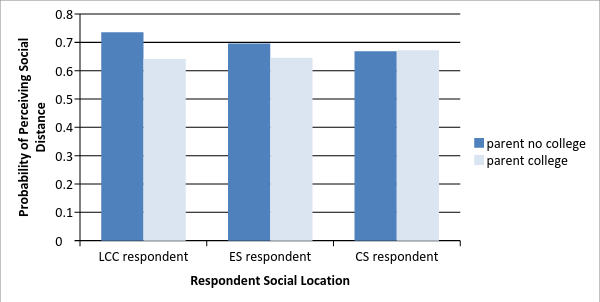 0.8
0.7
0.6
0.5
0.4
0.3
0.2
0.1
0
Probability of Perceiving Social
Distance
LCC respondent
ES respondent
CS respondent
Respondent Social Location
parent no college
parent college